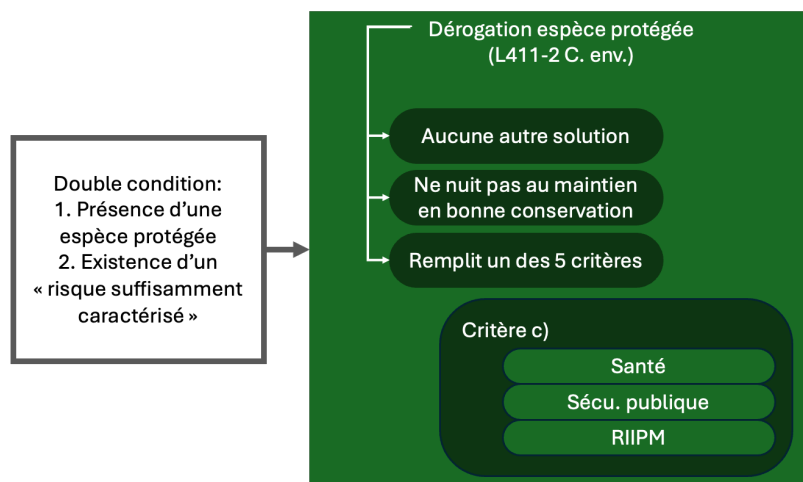 Dérogation espèce protégée
(L411-2 C. env.)
Aucune autre solution
Double condition:
1. Présence d’une
espèce protégée
2. Existence d’un
« risque suffisamment
caractérisé »
Ne nuit pas au maintien
en bonne conservation
Remplit un des 5 critères
Critère c)
Santé
Sécu. publique
RIIPM